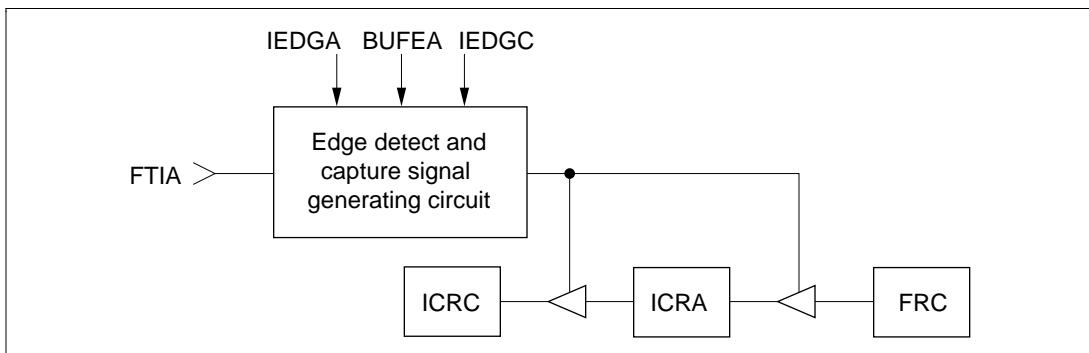 IEDGA BUFEA IEDGC
FTIA
Edge detect and
capture signal
generating circuit
ICRC ICRA FRC